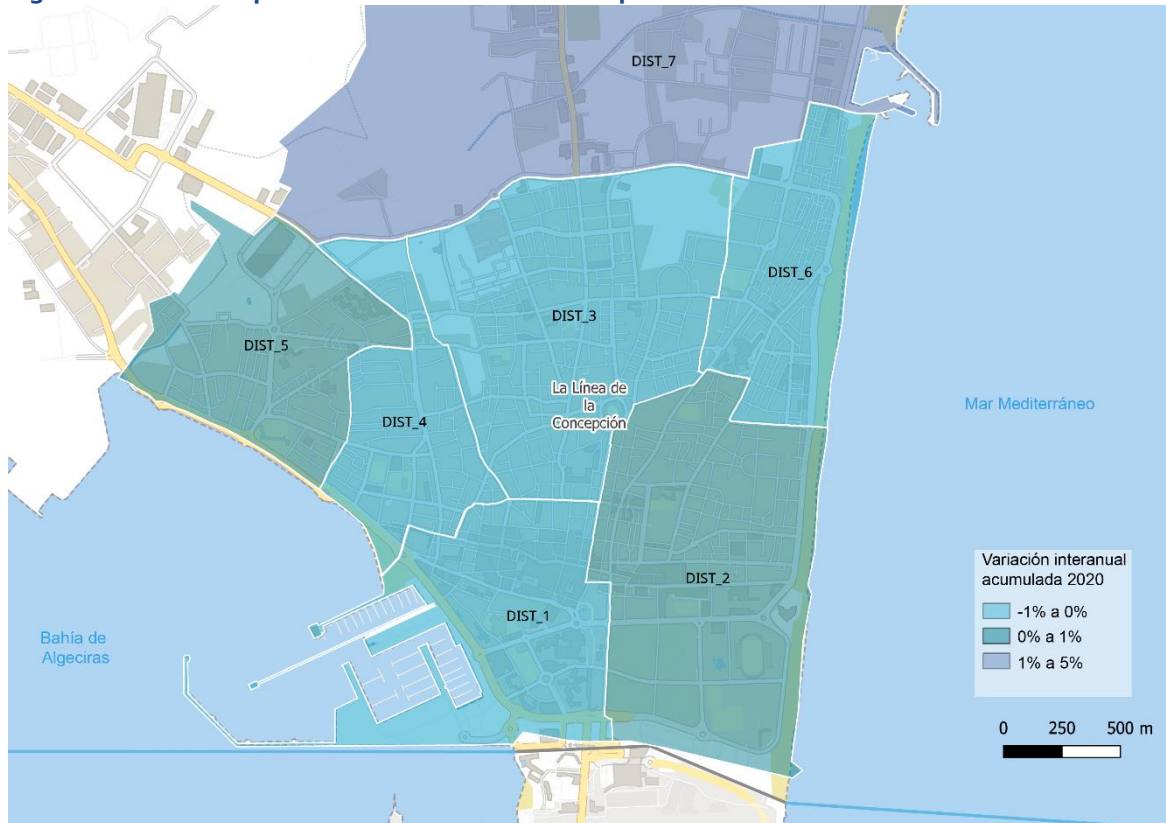 DIST_7
DIST_6
DIST_3
DIST_5
La Línea de
la
Concepción
Mar Mediterráneo
DIST_4
Variación interanual
acumulada 2020
-1% a 0%
0% a 1%
1% a 5%
DIST_2
DIST_1
Bahía de
Algeciras
0 250 500 m